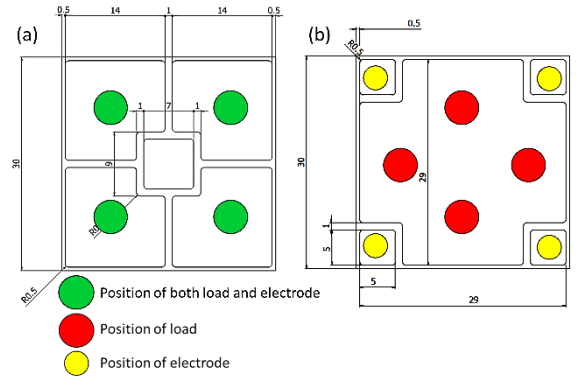 0.5 14 1 14 0.5
(a)
1 7 1
30
9
R0.5
(b)
0.5
R0.5
30
29
1
5
5
29
Position of both load and electrode
Position of load
Position of electrode